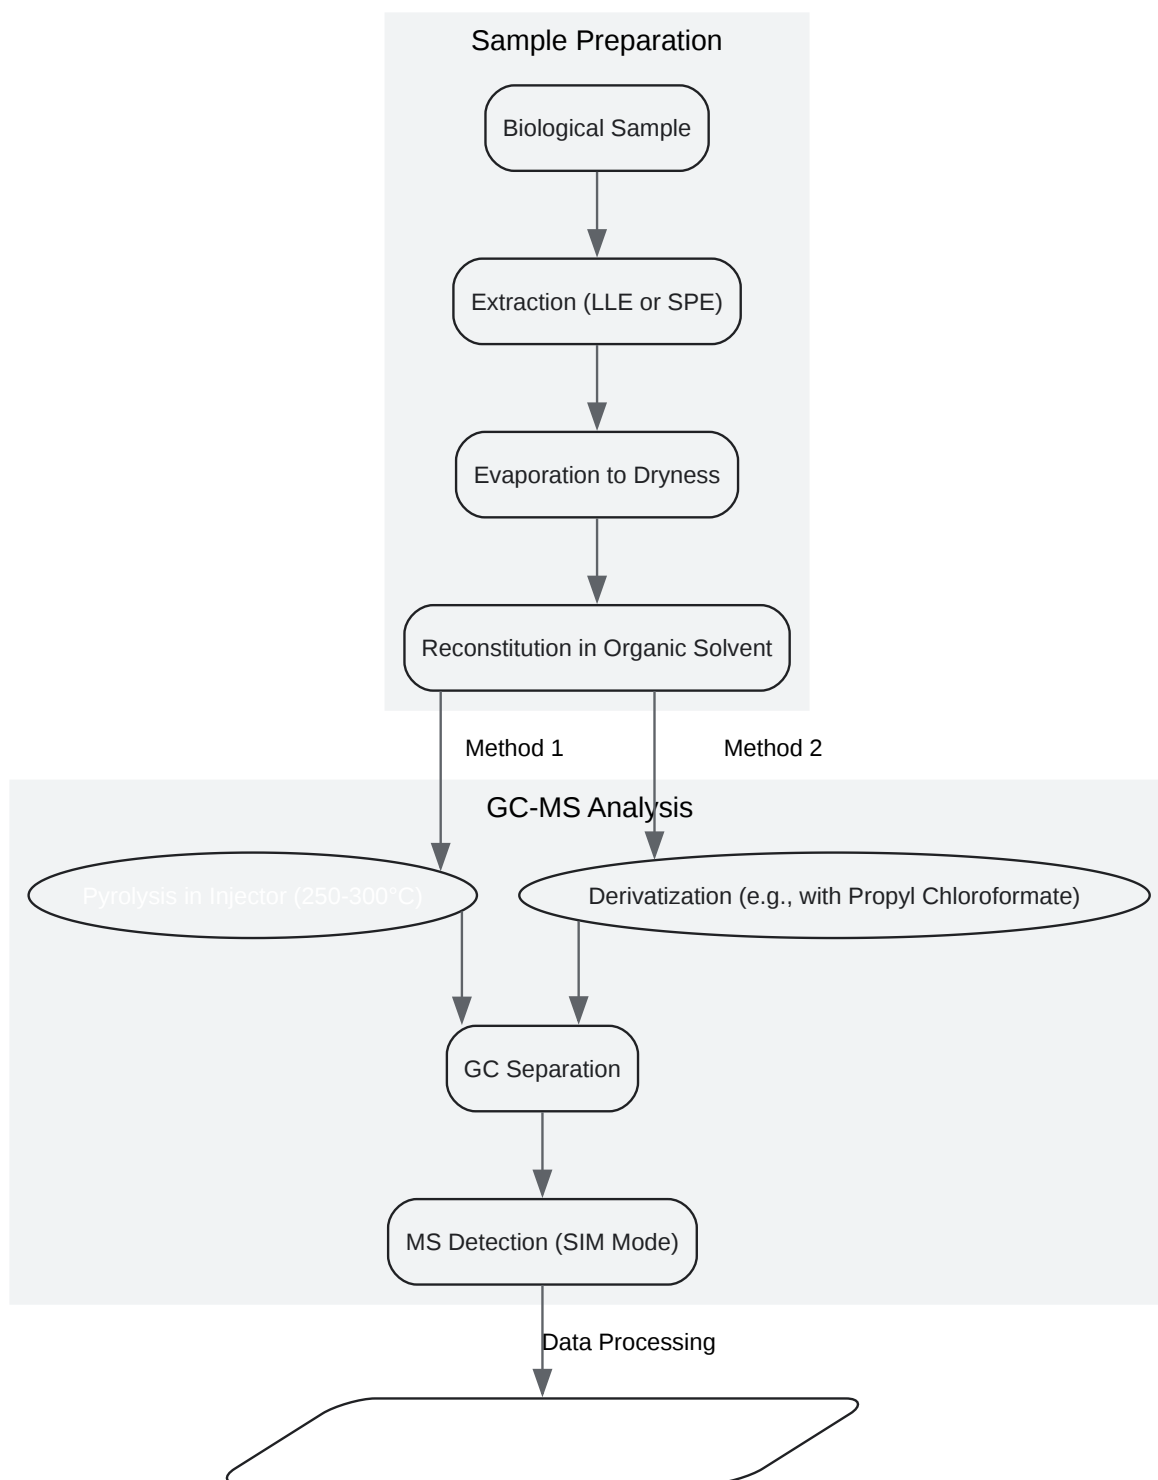 Sample Preparation
Biological Sample
Extraction (LLE or SPE)
Evaporation to Dryness
Reconstitution in Organic Solvent
Method 1
Method 2
GC-MS Analysis
Pyrolysis in Injector (250-300°C)
Derivatization (e.g., with Propyl Chloroformate)
GC Separation
MS Detection (SIM Mode)
Data Processing